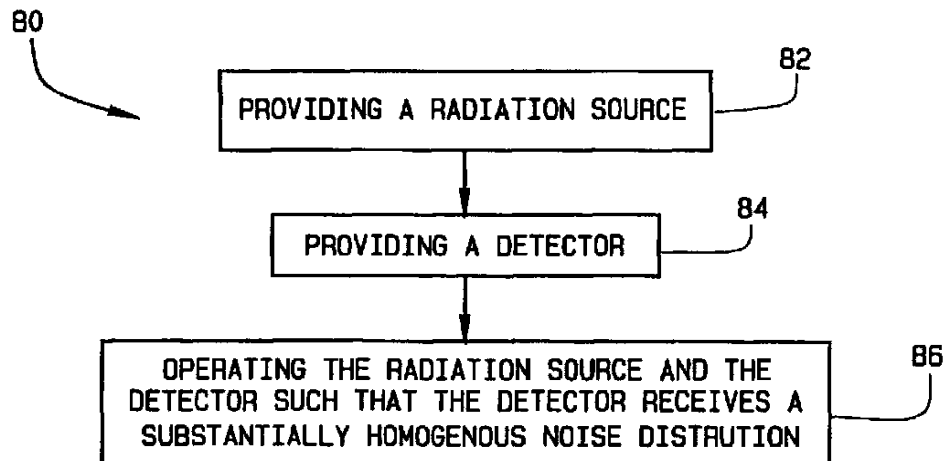 80
82
PROVIDING A RADIATION SOURCE
84
PROVIDING A DETECTOR
86
OPERATING THE RADIATION SOURCE AND THE
DETECTOR SUCH THAT THE DETECTOR RECEIVES A
SUBSTANTIALLY HOMOGENOUS NOISE DISTRUTION